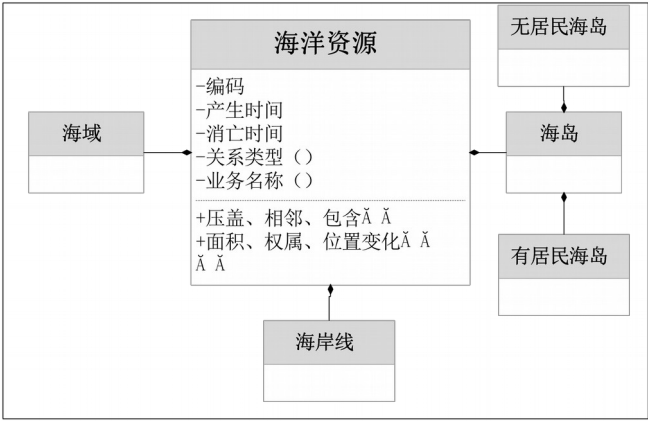 海洋资源
-编码
-产生时间
-消亡时间
-关系类型（）
-业务名称（）
+压盖、相邻、包含Ă Ă
+面积、权属、位置变化Ă Ă
Ă Ă
海域
无居民海岛
海岛
有居民海岛
海岸线